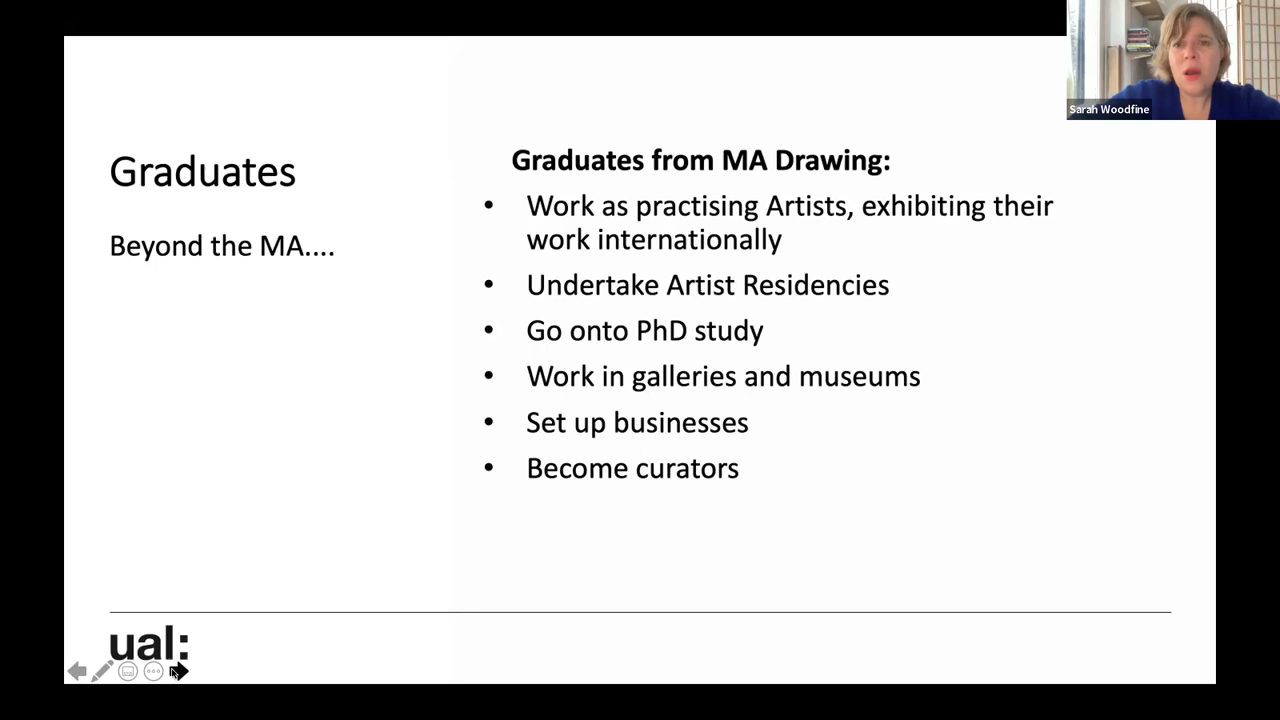 Sarah Woodfine
Graduates
Beyond the MA....
Graduates from MA Drawing:
• Work as practising Artists, exhibiting their
work internationally
• Undertake Artist Residencies
• Go onto PhD study
• Work in galleries and museums
• Set up businesses
• Become curators
ual: